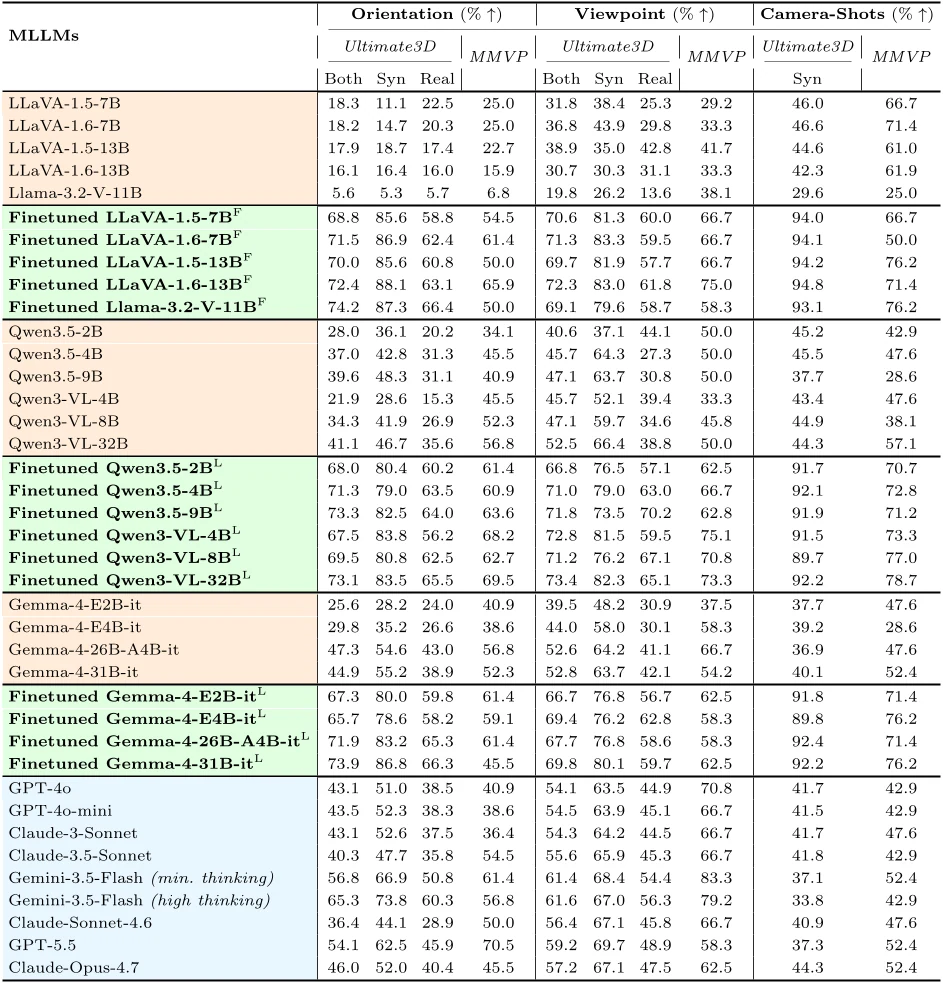 MLLMs Orientation (% ↑) Viewpoint (% ↑) Camera-Shots (% ↑)
Ultimate3D MMVP Ultimate3D MMVP Ultimate3D MMVP
Both Syn Real Both Syn Real Syn
LLaVA-1.5-7B 18.3 11.1 22.5 25.0 31.8 38.4 25.3 29.2 46.0 66.7
LLaVA-1.6-7B 18.2 14.7 20.3 25.0 36.8 43.9 29.8 33.3 46.6 71.4
LLaVA-1.5-13B 17.9 18.7 17.4 22.7 38.9 35.0 42.8 41.7 44.6 61.0
LLaVA-1.6-13B 16.1 16.4 16.0 15.9 30.7 30.3 31.1 33.3 42.3 61.9
Llama-3.2-V-11B 5.6 5.3 5.7 6.8 19.8 26.2 13.6 38.1 29.6 25.0
Finetuned LLaVA-1.5-7B^F 68.8 85.6 58.8 54.5 70.6 81.3 60.0 66.7 94.0 66.7
Finetuned LLaVA-1.6-7B^F 71.5 86.9 62.4 61.4 71.3 83.3 59.5 66.7 94.1 50.0
Finetuned LLaVA-1.5-13B^F 70.0 85.6 60.8 50.0 69.7 81.9 57.7 66.7 94.2 76.2
Finetuned LLaVA-1.6-13B^F 72.4 88.1 63.1 65.9 72.3 83.0 61.8 75.0 94.8 71.4
Finetuned Llama-3.2-V-11B^F 74.2 87.3 66.4 50.0 69.1 79.6 58.7 58.3 93.1 76.2
Qwen3.5-2B 28.0 36.1 20.2 34.1 40.6 37.1 44.1 50.0 45.2 42.9
Qwen3.5-4B 37.0 42.8 31.3 45.5 45.7 64.3 27.3 50.0 45.5 47.6
Qwen3.5-9B 39.6 48.3 31.1 40.9 47.1 63.7 30.8 50.0 37.7 28.6
Qwen3-VL-4B 21.9 28.6 15.3 45.5 45.7 52.1 39.4 33.3 43.4 47.6
Qwen3-VL-8B 34.3 41.9 26.9 52.3 47.1 59.7 34.6 45.8 44.9 38.1
Qwen3-VL-32B 41.1 46.7 35.6 56.8 52.5 66.4 38.8 50.0 44.3 57.1
Finetuned Qwen3.5-2B^L 68.0 80.4 60.2 61.4 66.8 76.5 57.1 62.5 91.7 70.7
Finetuned Qwen3.5-4B^L 71.3 79.0 63.5 60.9 71.0 79.0 63.0 66.7 92.1 72.8
Finetuned Qwen3.5-9B^L 73.3 82.5 64.0 63.6 71.8 73.5 70.2 62.8 91.9 71.2
Finetuned Qwen3-VL-4B^L 67.5 83.8 56.2 68.2 72.8 81.5 59.5 75.1 91.5 73.3
Finetuned Qwen3-VL-8B^L 69.5 80.8 62.5 62.7 71.2 76.2 67.1 70.8 89.7 77.0
Finetuned Qwen3-VL-32B^L 73.1 83.5 65.5 69.5 73.4 82.3 65.1 73.3 92.2 78.7
Gemma-4-E2B-it 25.6 28.2 24.0 40.9 39.5 48.2 30.9 37.5 37.7 47.6
Gemma-4-E4B-it 29.8 35.2 26.6 38.6 44.0 58.0 30.1 58.3 39.2 28.6
Gemma-4-26B-A4B-it 47.3 54.6 43.0 56.8 52.6 64.2 41.1 66.7 36.9 47.6
Gemma-4-31B-it 44.9 55.2 38.9 52.3 52.8 63.7 42.1 54.2 40.1 52.4
Finetuned Gemma-4-E2B-it^L 67.3 80.0 59.8 61.4 66.7 76.8 56.7 62.5 91.8 71.4
Finetuned Gemma-4-E4B-it^L 65.7 78.6 58.2 59.1 69.4 76.2 62.8 58.3 89.8 76.2
Finetuned Gemma-4-26B-A4B-it^L 71.9 83.2 65.3 61.4 67.7 76.8 58.6 58.3 92.4 71.4
Finetuned Gemma-4-31B-it^L 73.9 86.8 66.3 45.5 69.8 80.1 59.7 62.5 92.2 76.2
GPT-4o 43.1 51.0 38.5 40.9 54.1 63.5 44.9 70.8 41.7 42.9
GPT-4o-mini 43.5 52.3 38.3 38.6 54.5 63.9 45.1 66.7 41.5 42.9
Claude-3-Sonnet 43.1 52.6 37.5 36.4 54.3 64.2 44.5 66.7 41.7 47.6
Claude-3.5-Sonnet 40.3 47.7 35.8 54.5 55.6 65.9 45.3 66.7 41.8 42.9
Gemini-3.5-Flash (min. thinking) 56.8 66.9 50.8 61.4 61.4 68.4 54.4 83.3 37.1 52.4
Gemini-3.5-Flash (high thinking) 65.3 73.8 60.3 56.8 61.6 67.0 56.3 79.2 33.8 42.9
Claude-Sonnet-4.6 36.4 44.1 28.9 50.0 56.4 67.1 45.8 66.7 40.9 47.6
GPT-5.5 54.1 62.5 45.9 70.5 59.2 69.7 48.9 58.3 37.3 52.4
Claude-Opus-4.7 46.0 52.0 40.4 45.5 57.2 67.1 47.5 62.5 44.3 52.4